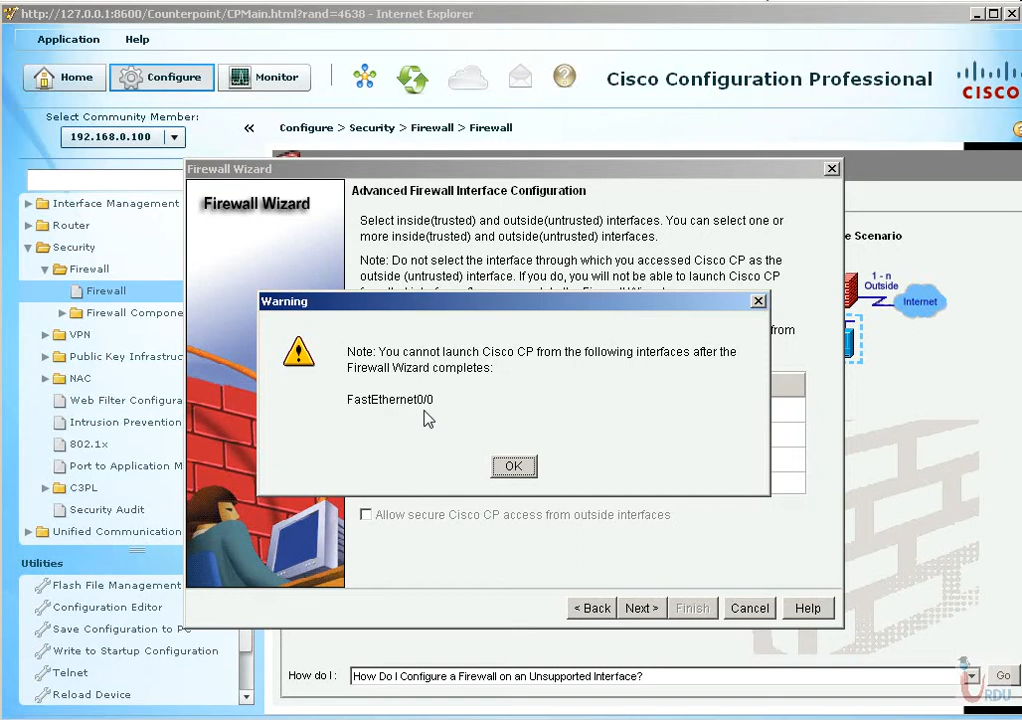 http://127.0.0.1:8600/Counterpoint/CPMain.html?rand=4638 - Internet Explorer
Application Help
Home Configure Monitor Cisco Configuration Professional CISCO
Select Community Member:
192.168.0.100
« Configure > Security > Firewall > Firewall
Firewall Wizard
Interface Management
Router
Security
Firewall
Firewall
Firewall Compone
VPN
Public Key Infrastruc
NAC
Web Filter Configura
Intrusion Prevention
802.1x
Port to Application M
C3PL
Security Audit
Unified Communication
Utilities
Flash File Management
Configuration Editor
Save Configuration to PC
Write to Startup Configuration
Telnet
Reload Device
Firewall Wizard
Advanced Firewall Interface Configuration
Select inside(trusted) and outside(untrusted) interfaces. You can select one or
more inside(trusted) and outside(untrusted) interfaces.
Note: Do not select the interface through which you accessed Cisco CP as the
outside (untrusted) interface. If you do, you will not be able to launch Cisco CP
from
Warning
Note: You cannot launch Cisco CP from the following interfaces after the
Firewall Wizard completes:
FastEthernet0/0
OK
Allow secure Cisco CP access from outside interfaces
< Back Next > Finish Cancel Help
e Scenario
1 - n
Outside
Internet
How do I: How Do I Configure a Firewall on an Unsupported Interface? Go
URDU